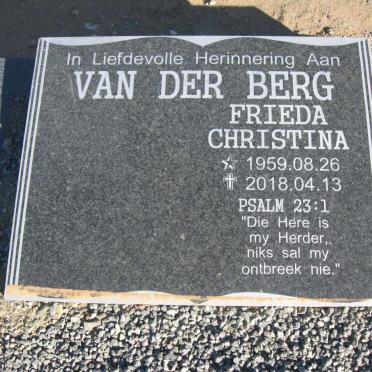 In Liefdevolle Herinnering Aan
VAN DER BERG
FRIEDA
CHRISTINA
1959.08.26
2018.04.13
PSALM 23:1
"Die Here is
my Herder,
niks sal my
ontbreek nie."